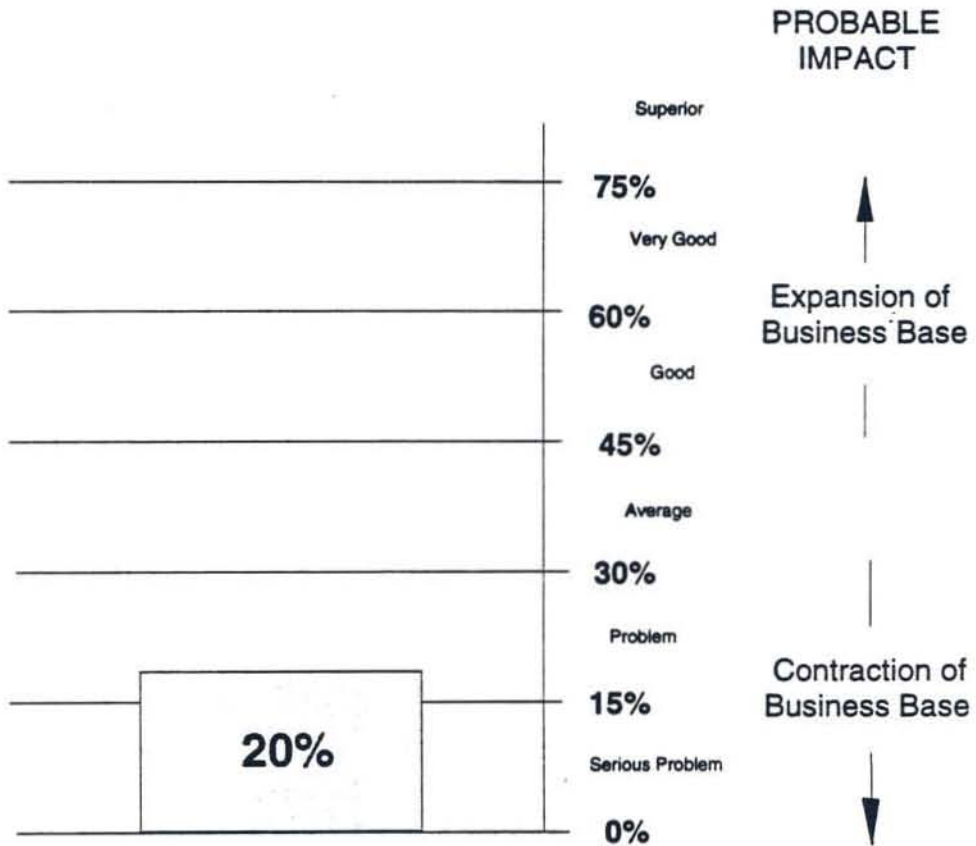 PROBABLE
IMPACT
Superior
75%
Very Good
60%
Expansion of
Business Base
Good
45%
Average
30%
Problem
Contraction of
Business Base
15%
20%
Serious Problem
0%